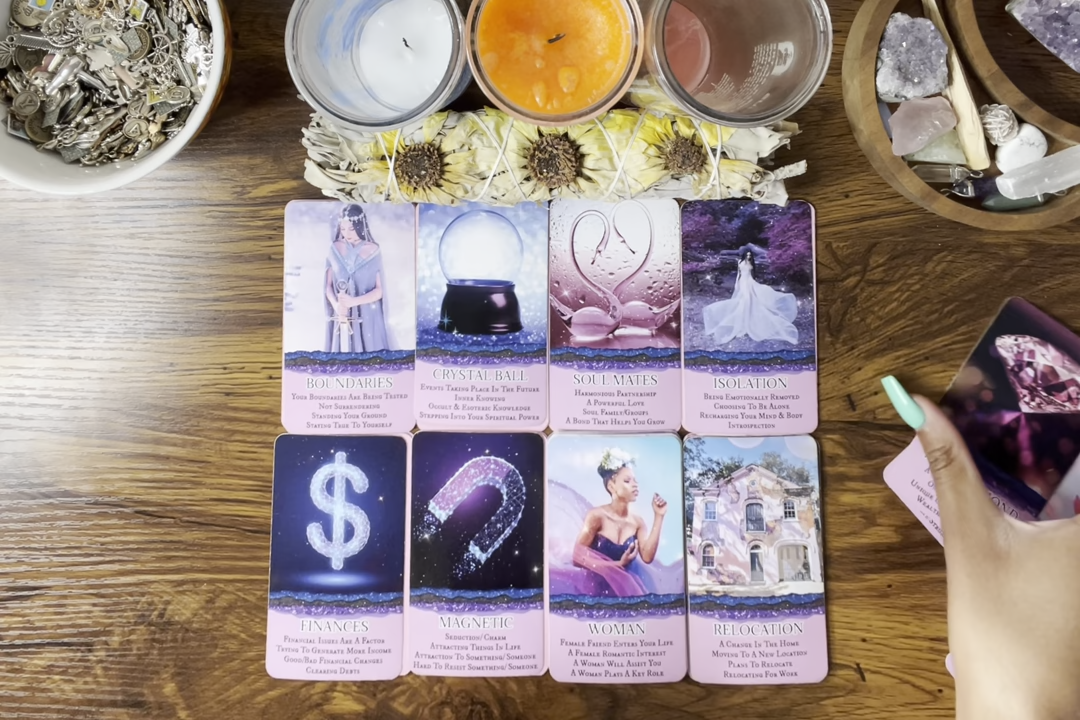 BOUNDARIES
YOUR BOUNDARIES ARE BEING TESTED
NOT SURRENDERING
STANDING YOUR GROUND
STAYING TRUE TO YOURSELF
CRYSTAL BALL
EVENTS TAKING PLACE IN THE FUTURE
INNER KNOWING
OCCULT & ESOTERIC KNOWLEDGE
STEPPING INTO YOUR SPIRITUAL POWER
SOUL MATES
HARMONIOUS PARTNERSHIP
A POWERFUL LOVE
SOUL FAMILY/GROUPS
A BOND THAT HELPS YOU GROW
ISOLATION
BEING EMOTIONALLY REMOVED
CHOOSING TO BE ALONE
RECHARGING YOUR MIND & BODY
INTROSPECTION
FINANCES
FINANCIAL ISSUES ARE A FACTOR
TRYING TO GENERATE MORE INCOME
GOOD/BAD FINANCIAL CHANGES
CLEARING DEBTS
MAGNETIC
SEDUCTION/CHARM
ATTRACTING THINGS IN LIFE
ATTRACTION TO SOMETHING/SOMEONE
HARD TO RESIST SOMETHING/SOMEONE
WOMAN
FEMALE FRIEND ENTERS YOUR LIFE
A FEMALE ROMANTIC INTEREST
A WOMAN WILL ASSIST YOU
A WOMAN PLAYS A KEY ROLE
RELOCATION
A CHANGE IN THE HOME
MOVING TO A NEW LOCATION
PLANS TO RELOCATE
RELOCATING FOR WORK